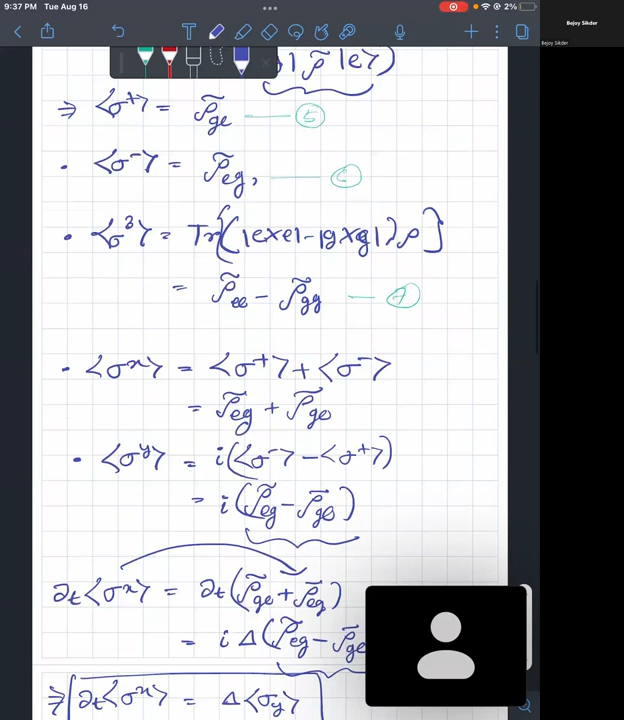 9:37 PM Tue Aug 16
2%
Bejoy Sikder
Bejoy Sikder
| ρ̃ |e⟩)
⇒ ⟨σ⁺⟩ = ρ̃ge — ⑤
• ⟨σ⁻⟩ = ρ̃eg, — ⑥
• ⟨σ³⟩ = Tr[(|e⟩⟨e| - |g⟩⟨g|) ρ]
= ρ̃ee - ρ̃gg — ⑦
• ⟨σˣ⟩ = ⟨σ⁺⟩ + ⟨σ⁻⟩
= ρ̃eg + ρ̃ge
• ⟨σʸ⟩ = i(⟨σ⁻⟩ - ⟨σ⁺⟩)
= i(ρ̃eg - ρ̃ge)
∂t⟨σˣ⟩ = ∂t(ρ̃ge + ρ̃eg)
= iΔ(ρ̃eg - ρ̃ge
⇒ ∂t⟨σˣ⟩ = Δ⟨σy⟩